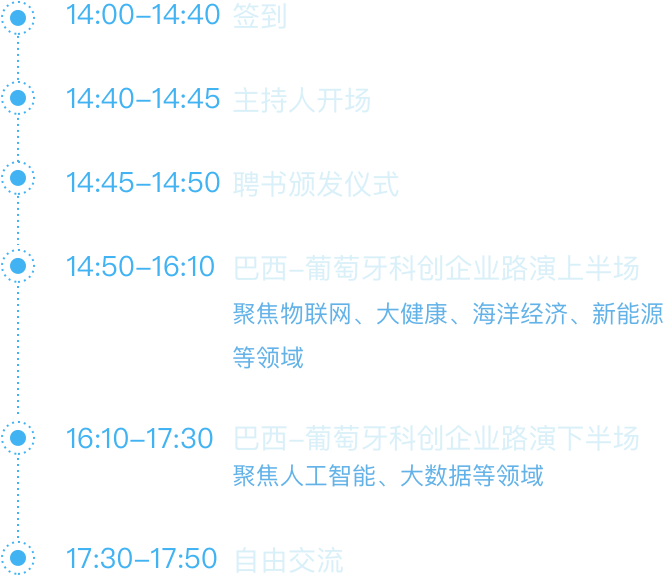 14:00–14:40 签到
14:40–14:45 主持人开场
14:45–14:50 聘书颁发仪式
14:50–16:10 巴西–葡萄牙科创企业路演上半场
聚焦物联网、大健康、海洋经济、新能源
等领域
16:10–17:30 巴西–葡萄牙科创企业路演下半场
聚焦人工智能、大数据等领域
17:30–17:50 自由交流